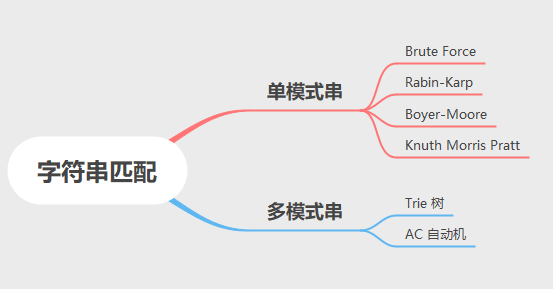 字符串匹配
单模式串
Brute Force
Rabin-Karp
Boyer-Moore
Knuth Morris Pratt
多模式串
Trie 树
AC 自动机